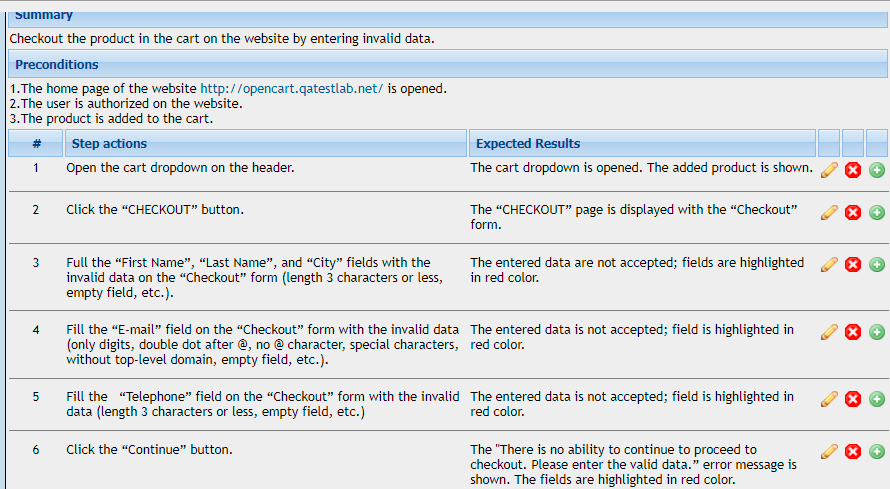 Summary
Checkout the product in the cart on the website by entering invalid data.
Preconditions
1.The home page of the website http://opencart.qatestlab.net/ is opened.
2.The user is authorized on the website.
3.The product is added to the cart.
# Step actions Expected Results
1 Open the cart dropdown on the header. The cart dropdown is opened. The added product is shown.
2 Click the “CHECKOUT” button. The “CHECKOUT” page is displayed with the “Checkout”
form.
3 Full the “First Name”, “Last Name”, and “City” fields with the The entered data are not accepted; fields are highlighted
invalid data on the “Checkout” form (length 3 characters or less, in red color.
empty field, etc.).
4 Fill the “E-mail” field on the “Checkout” form with the invalid data The entered data is not accepted; field is highlighted in
(only digits, double dot after @, no @ character, special characters, red color.
without top-level domain, empty field, etc.).
5 Fill the “Telephone” field on the “Checkout” form with the invalid The entered data is not accepted; field is highlighted in
data (length 3 characters or less, empty field, etc.) red color.
6 Click the “Continue” button. The "There is no ability to continue to proceed to
checkout. Please enter the valid data.” error message is
shown. The fields are highlighted in red color.